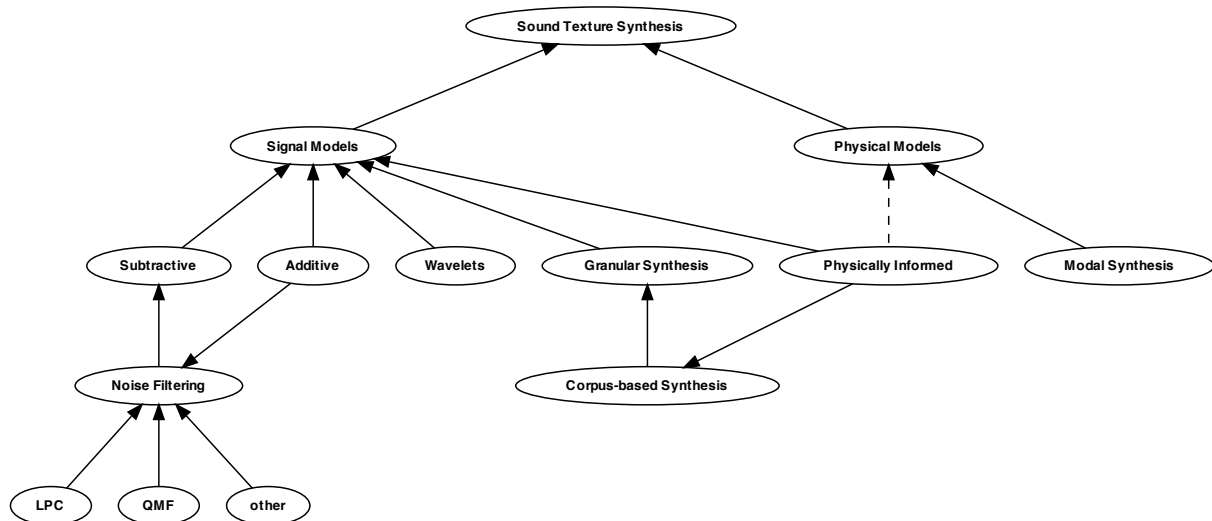 Sound Texture Synthesis
Signal Models
Physical Models
Subtractive
Additive
Wavelets
Granular Synthesis
Physically Informed
Modal Synthesis
Noise Filtering
Corpus-based Synthesis
LPC
QMF
other